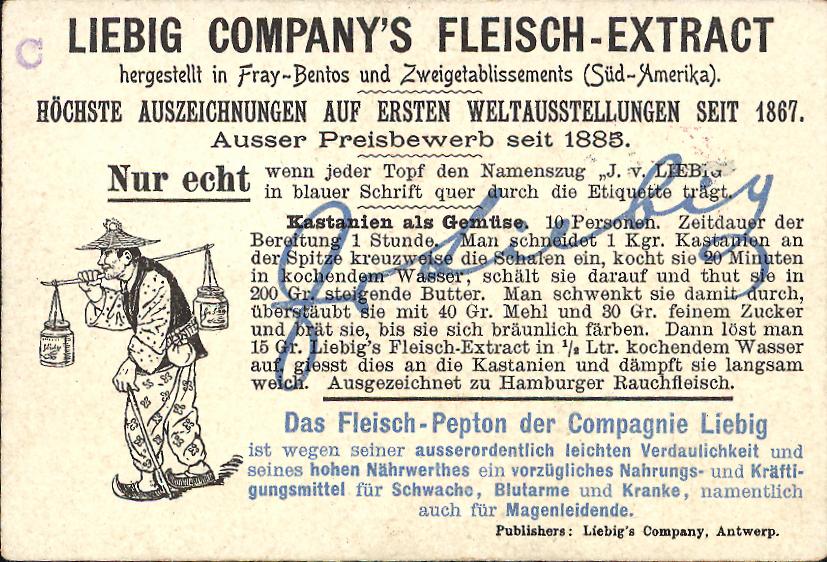 C
LIEBIG COMPANY'S FLEISCH-EXTRACT
hergestellt in Fray-Bentos und Zweigetablissements (Süd-Amerika).
HÖCHSTE AUSZEICHNUNGEN AUF ERSTEN WELTAUSSTELLUNGEN SEIT 1867.
Ausser Preisbewerb seit 1885.
Nur echt wenn jeder Topf den Namenszug „J. v. LIEBIG
in blauer Schrift quer durch die Etiquette trägt.
J v Liebig
Kastanien als Gemüse. 10 Personen. Zeitdauer der
Bereitung 1 Stunde. Man schneidet 1 Kgr. Kastanien an
der Spitze kreuzweise die Schalen ein, kocht sie 20 Minuten
in kochendem Wasser, schält sie darauf und thut sie in
200 Gr. steigende Butter. Man schwenkt sie damit durch,
überstäubt sie mit 40 Gr. Mehl und 30 Gr. feinem Zucker
und brät sie, bis sie sich bräunlich färben. Dann löst man
15 Gr. Liebig's Fleisch-Extract in ½ Ltr. kochendem Wasser
auf, giesst dies an die Kastanien und dämpft sie langsam
weich. Ausgezeichnet zu Hamburger Rauchfleisch.
Das Fleisch-Pepton der Compagnie Liebig
ist wegen seiner ausserordentlich leichten Verdaulichkeit und
seines hohen Nährwerthes ein vorzügliches Nahrungs- und Kräfti-
gungsmittel für Schwache, Blutarme und Kranke, namentlich
auch für Magenleidende.
Publishers: Liebig's Company, Antwerp.